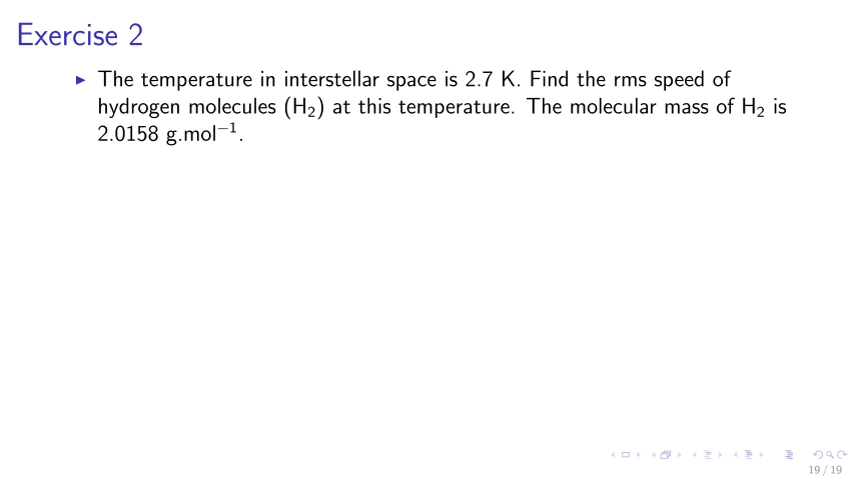 Exercise 2
▶ The temperature in interstellar space is 2.7 K. Find the rms speed of
hydrogen molecules (H₂) at this temperature. The molecular mass of H₂ is
2.0158 g.mol⁻¹.
19 / 19